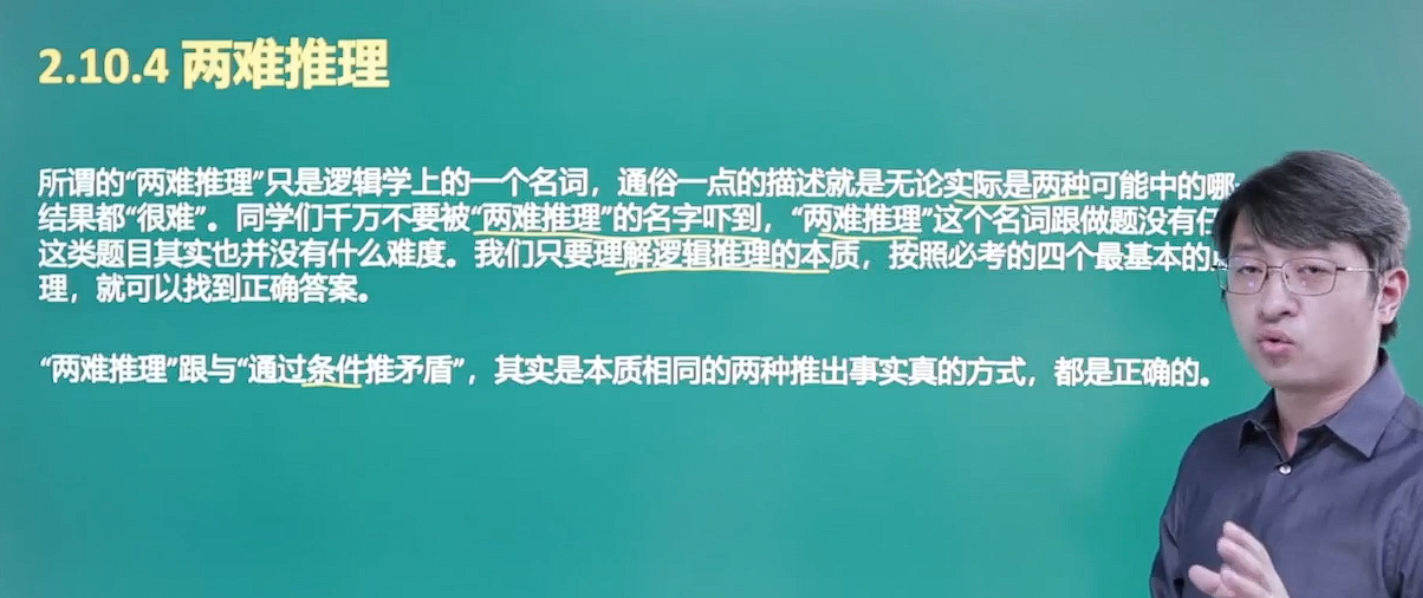 2.10.4 两难推理
所谓的“两难推理”只是逻辑学上的一个名词，通俗一点的描述就是无论实际是两种可能中的哪
结果都“很难”。同学们千万不要被“两难推理”的名字吓到，“两难推理”这个名词跟做题没有任
这类题目其实也并没有什么难度。我们只要理解逻辑推理的本质，按照必考的四个最基本的
理，就可以找到正确答案。
“两难推理”跟与“通过条件推矛盾”，其实是本质相同的两种推出事实真的方式，都是正确的。